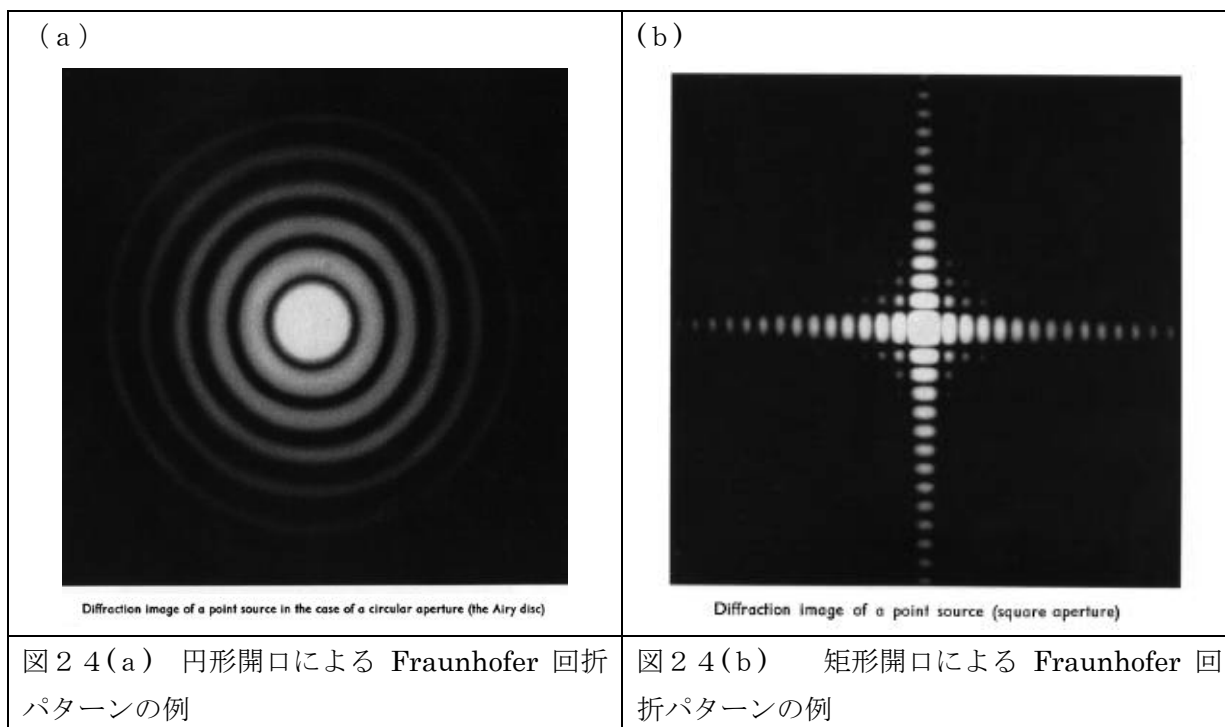 (a)
Diffraction image of a point source in the case of a circular aperture (the Airy disc)
図24(a) 円形開口による Fraunhofer 回折
パターンの例
(b)
Diffraction image of a point source (square aperture)
図24(b) 矩形開口による Fraunhofer 回
折パターンの例